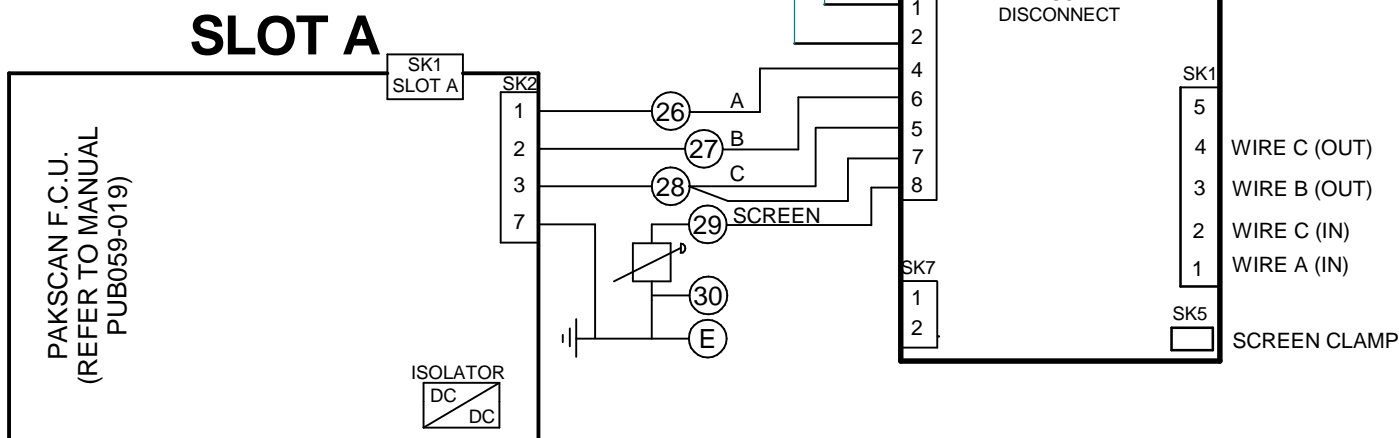 SLOT A
SK1
SLOT A
SK2
1
2
3
7
PAKSCAN F.C.U.
(REFER TO MANUAL
PUB059-019)
ISOLATOR
DC
DC
26
A
27
B
28
C
29
SCREEN
30
E
DISCONNECT
1
2
4
6
5
7
8
SK7
1
2
SK1
5
4
WIRE C (OUT)
3
WIRE B (OUT)
2
WIRE C (IN)
1
WIRE A (IN)
SK5
SCREEN CLAMP